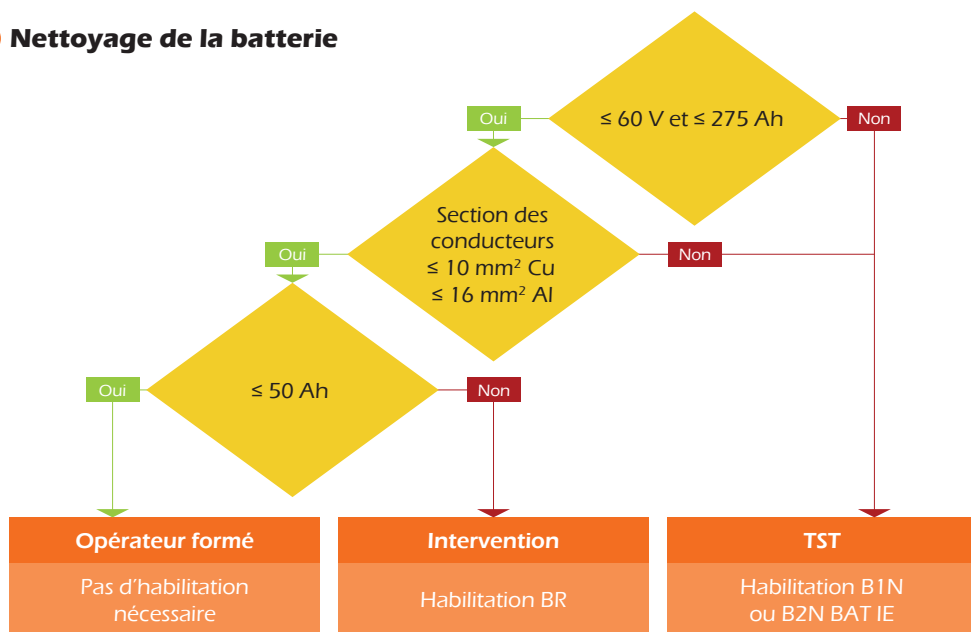 Nettoyage de la batterie
≤ 60 V et ≤ 275 Ah
Oui
Non
Section des
conducteurs
≤ 10 mm² Cu
≤ 16 mm² Al
Oui
Non
≤ 50 Ah
Oui
Non
Opérateur formé
Pas d’habilitation
nécessaire
Intervention
Habilitation BR
TST
Habilitation B1N
ou B2N BAT IE